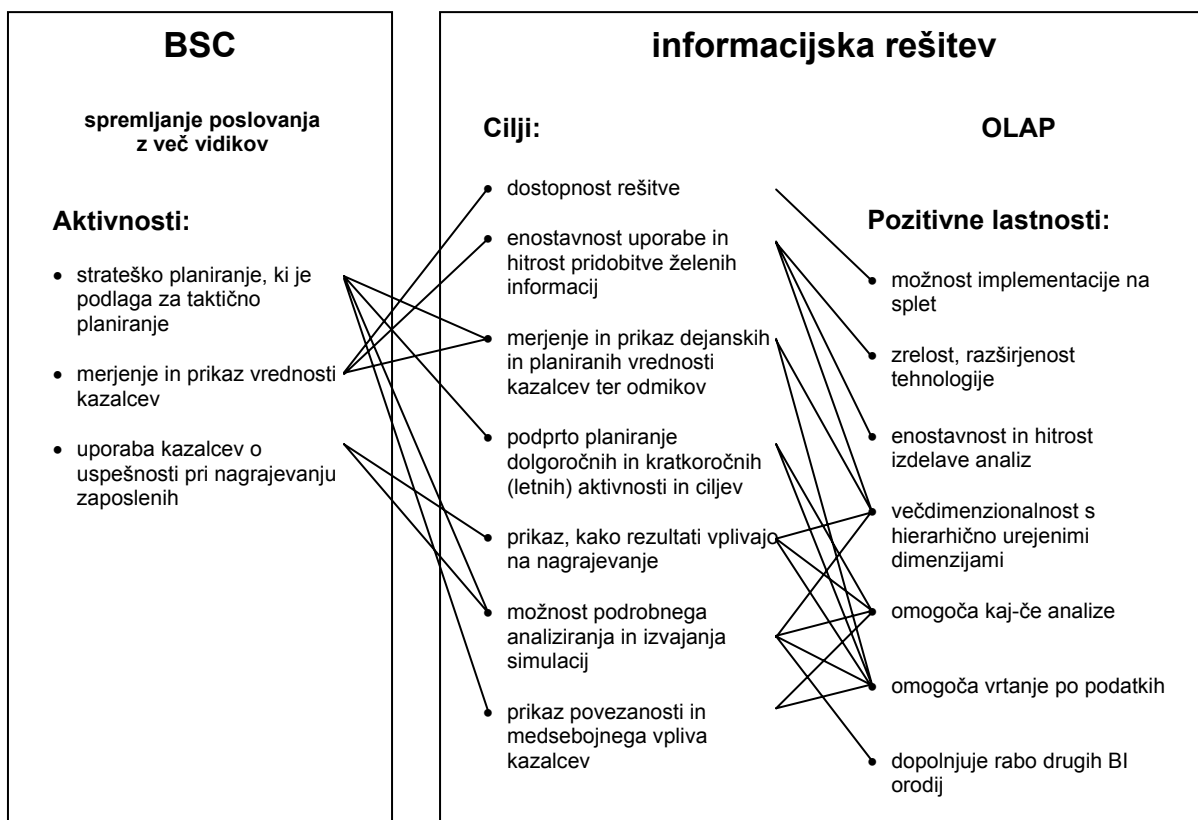 BSC
spremljanje poslovanja
z več vidikov
Aktivnosti:
• strateško planiranje, ki je
podlaga za taktično
planiranje
• merjenje in prikaz vrednosti
kazalcev
• uporaba kazalcev o
uspešnosti pri nagrajevanju
zaposlenih
informacijska rešitev
Cilji:
• dostopnost rešitve
• enostavnost uporabe in
hitrost pridobitve želenih
informacij
• merjenje in prikaz dejanskih
in planiranih vrednosti
kazalcev ter odmikov
• podprto planiranje
dolgoročnih in kratkoročnih
(letnih) aktivnosti in ciljev
• prikaz, kako rezultati vplivajo
na nagrajevanje
• možnost podrobnega
analiziranja in izvajanja
simulacij
• prikaz povezanosti in
medsebojnega vpliva
kazalcev
OLAP
Pozitivne lastnosti:
• možnost implementacije na
splet
• zrelost, razširjenost
tehnologije
• enostavnost in hitrost
izdelave analiz
• večdimenzionalnost s
hierarhično urejenimi
dimenzijami
• omogoča kaj-če analize
• omogoča vrtanje po podatkih
• dopolnjuje rabo drugih BI
orodij